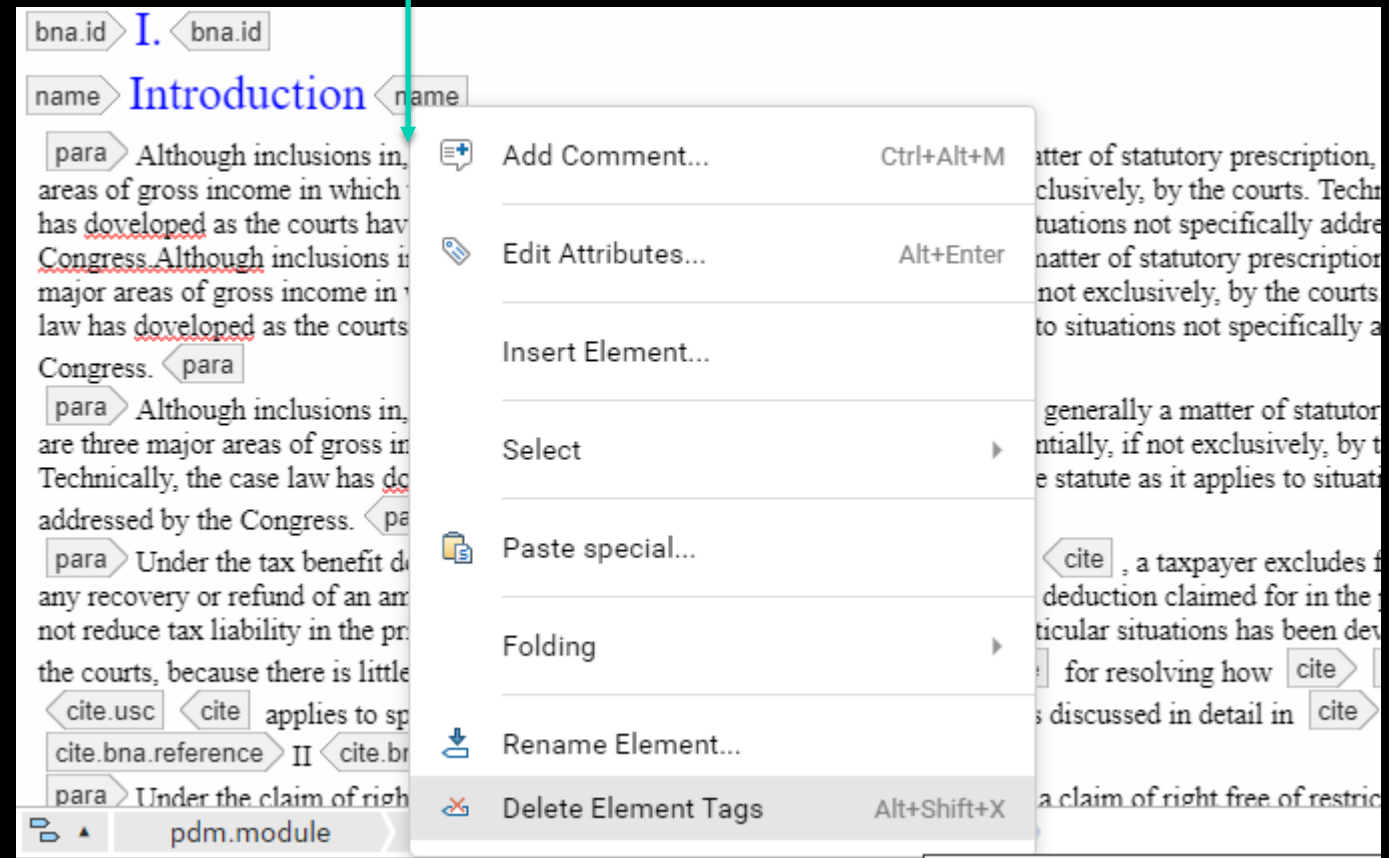 bna.id I. bna.id
name Introduction name
para Although inclusions in, atter of statutory prescription,
areas of gross income in which clusively, by the courts. Techn
has doveloped as the courts hav tuations not specifically addre
Congress.Although inclusions in natter of statutory prescription
major areas of gross income in not exclusively, by the courts
law has doveloped as the courts to situations not specifically a
Congress. para
para Although inclusions in, generally a matter of statutor
are three major areas of gross in ntially, if not exclusively, by t
Technically, the case law has do e statute as it applies to situati
addressed by the Congress. pa
para Under the tax benefit d cite , a taxpayer excludes f
any recovery or refund of an am deduction claimed for in the p
not reduce tax liability in the pr ticular situations has been dev
the courts, because there is little for resolving how cite
cite.usc cite applies to sp s discussed in detail in cite
cite.bna.reference II cite.br
para Under the claim of righ a claim of right free of restric
pdm.module
Add Comment... Ctrl+Alt+M
Edit Attributes... Alt+Enter
Insert Element...
Select
Paste special...
Folding
Rename Element...
Delete Element Tags Alt+Shift+X